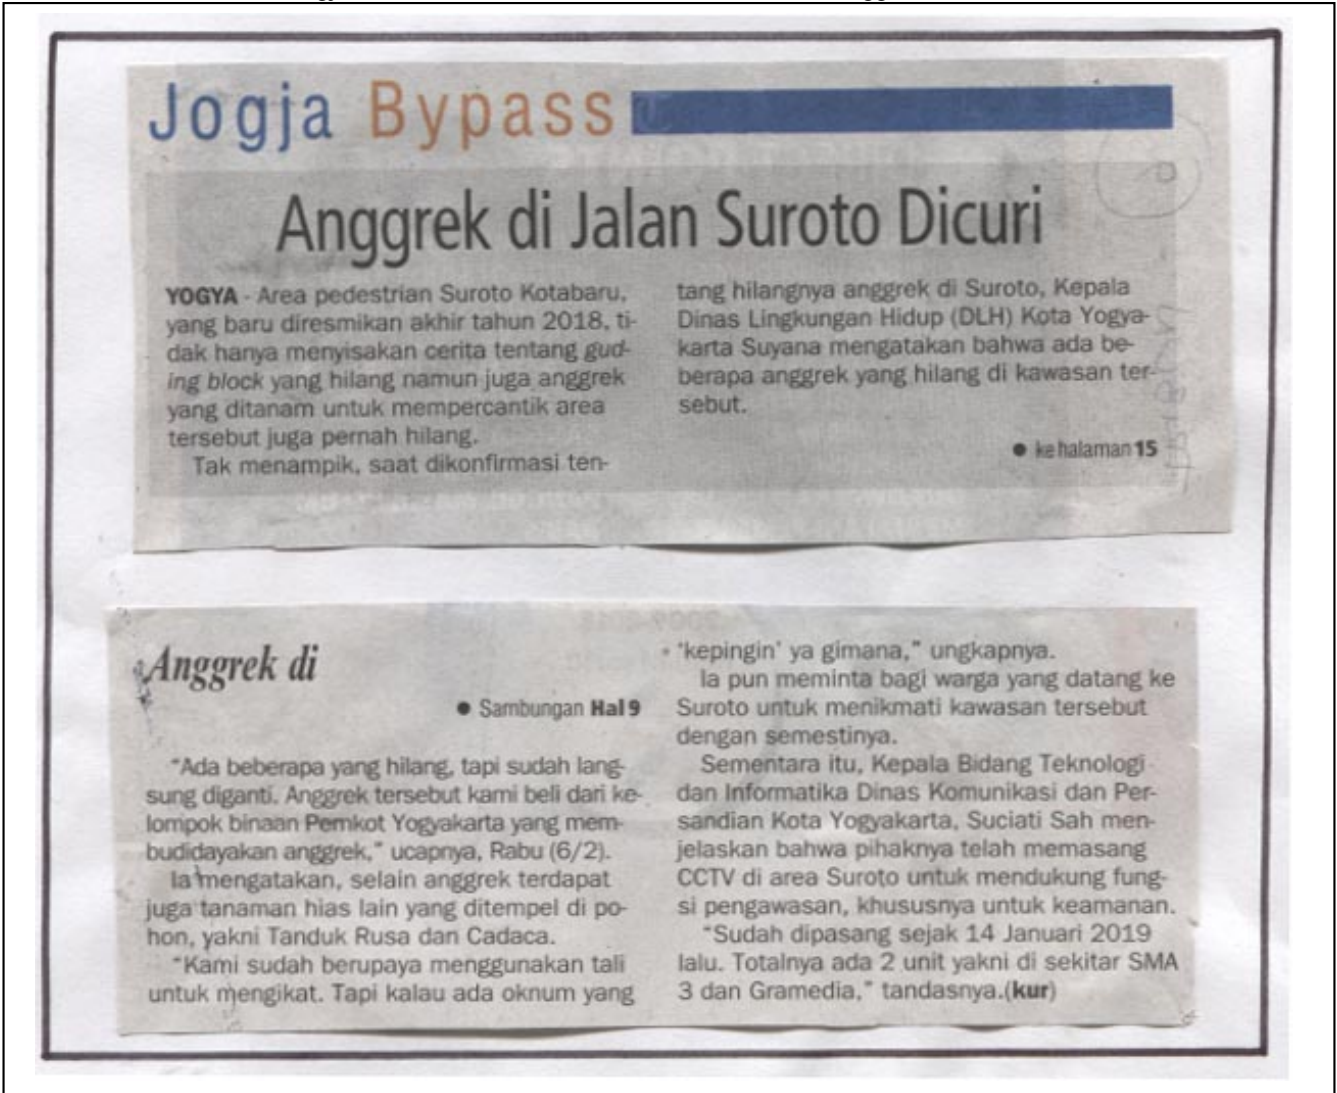 Jogja Bypass
Anggrek di Jalan Suroto Dicuri
YOGYA - Area pedestrian Suroto Kotabaru,
yang baru diresmikan akhir tahun 2018, ti-
dak hanya menyisakan cerita tentang gud-
ing block yang hilang namun juga anggrek
yang ditanam untuk mempercantik area
tersebut juga pernah hilang.
Tak menampik, saat dikonfirmasi ten-
tang hilangnya anggrek di Suroto, Kepala
Dinas Lingkungan Hidup (DLH) Kota Yogya-
karta Suyana mengatakan bahwa ada be-
berapa anggrek yang hilang di kawasan ter-
sebut.
● ke halaman 15
Anggrek di
● Sambungan Hal 9
"Ada beberapa yang hilang, tapi sudah lang-
sung diganti. Anggrek tersebut kami beli dari ke-
lompok binaan Pemkot Yogyakarta yang mem-
budidayakan anggrek," ucapnya, Rabu (6/2).
Ia mengatakan, selain anggrek terdapat
juga tanaman hias lain yang ditempel di po-
hon, yakni Tanduk Rusa dan Cadaca.
"Kami sudah berupaya menggunakan tali
untuk mengikat. Tapi kalau ada oknum yang
'kepingin' ya gimana," ungkapnya.
Ia pun meminta bagi warga yang datang ke
Suroto untuk menikmati kawasan tersebut
dengan semestinya.
Sementara itu, Kepala Bidang Teknologi
dan Informatika Dinas Komunikasi dan Per-
sandian Kota Yogyakarta, Suciati Sah men-
jelaskan bahwa pihaknya telah memasang
CCTV di area Suroto untuk mendukung fung-
si pengawasan, khususnya untuk keamanan.
"Sudah dipasang sejak 14 Januari 2019
lalu. Totalnya ada 2 unit yakni di sekitar SMA
3 dan Gramedia," tandasnya.(kur)